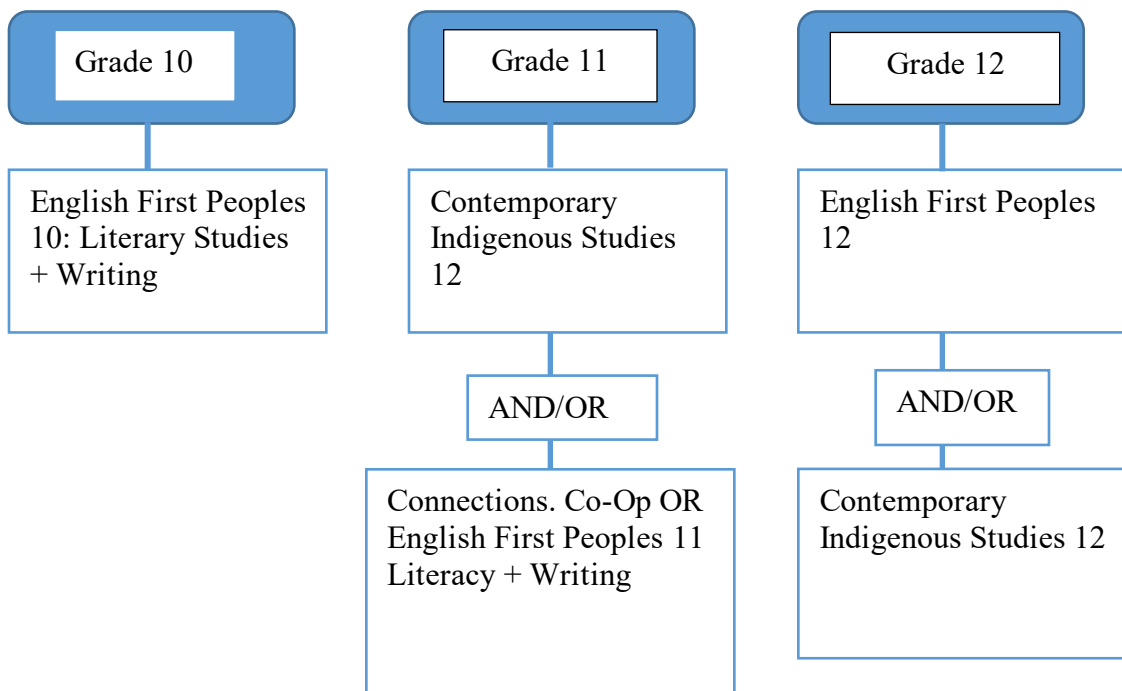 Grade 10
Grade 11
Grade 12
English First Peoples
10: Literary Studies
+ Writing
Contemporary
Indigenous Studies
12
English First Peoples
12
AND/OR
AND/OR
Connections. Co-Op OR
English First Peoples 11
Literacy + Writing
Contemporary
Indigenous Studies 12